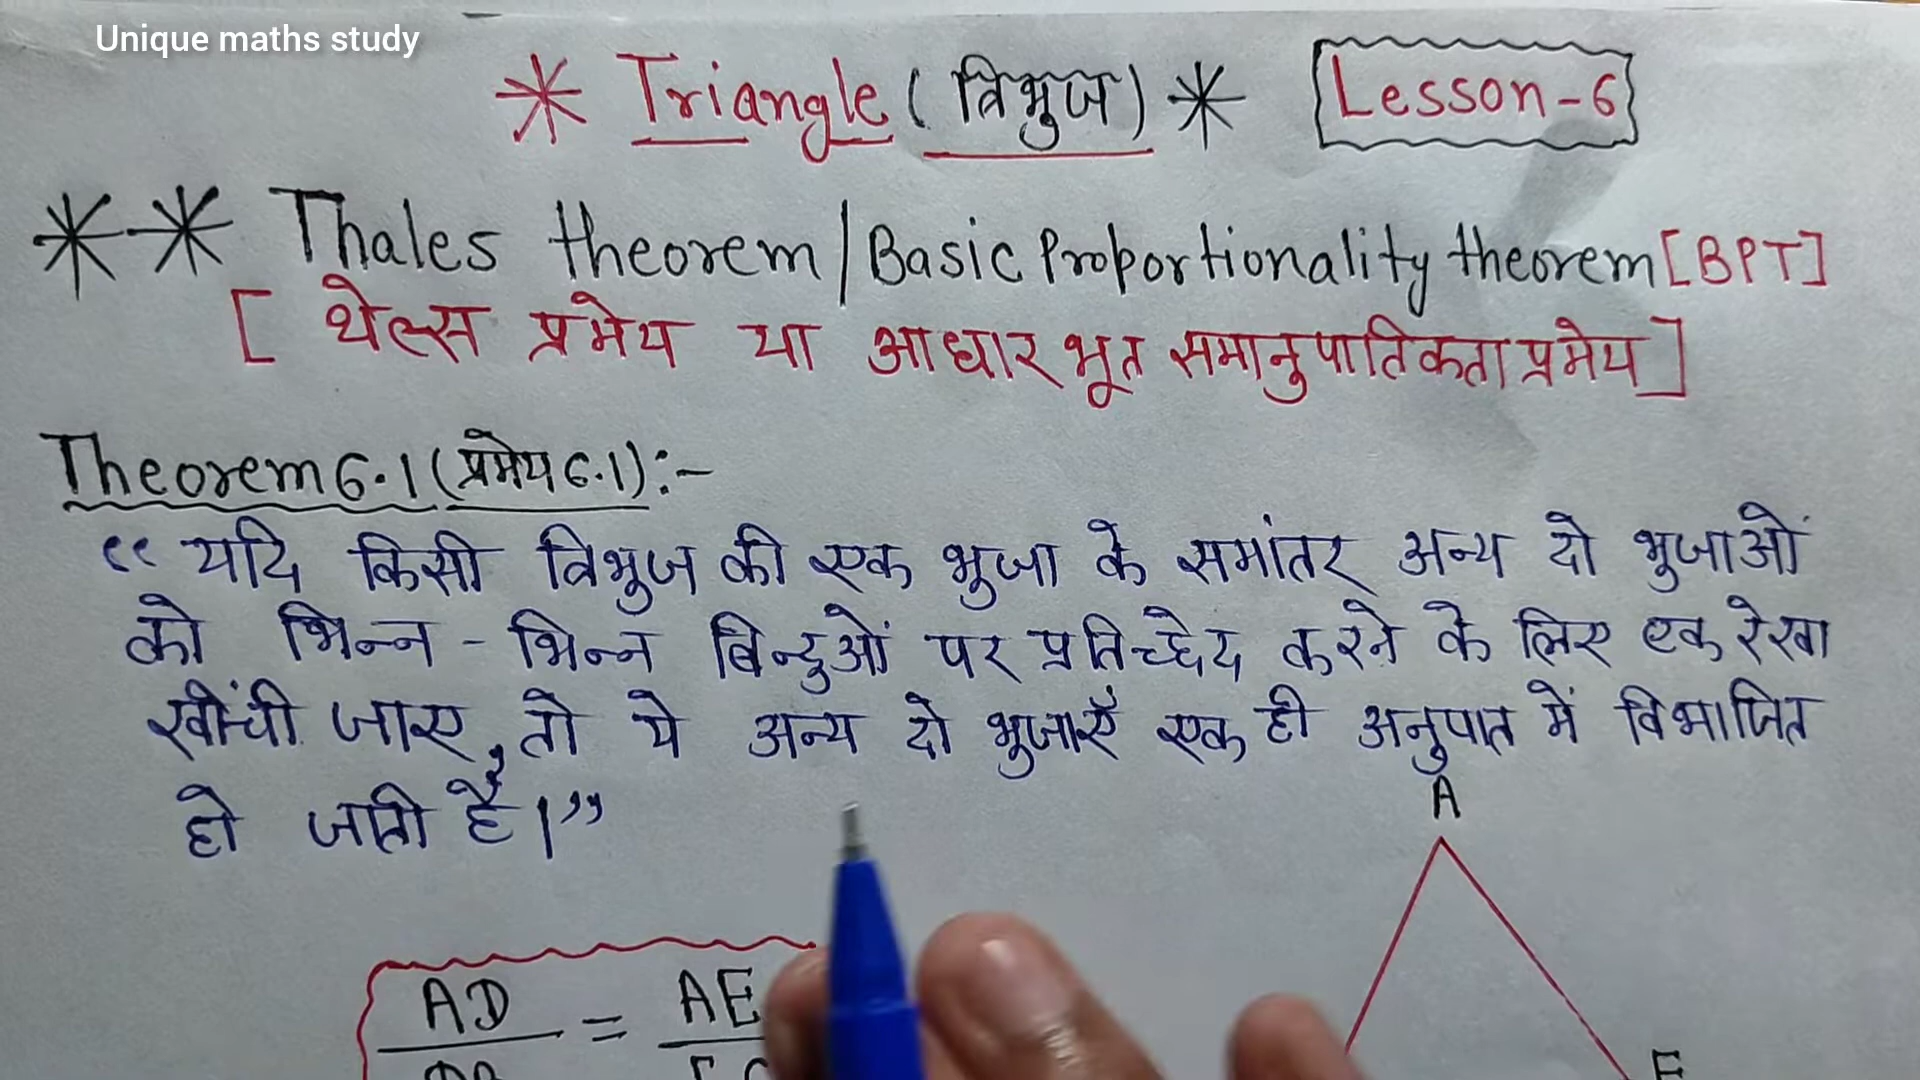 Unique maths study
* Triangle (त्रिभुज) * Lesson-6
** Thales theorem/Basic Proportionality theorem [BPT]
[ थेल्स प्रमेय या आधारभूत समानुपातिकता प्रमेय ]
Theorem 6.1 (प्रमेय 6.1):-
“ यदि किसी त्रिभुज की एक भुजा के समांतर अन्य दो भुजाओं
को भिन्न - भिन्न बिन्दुओं पर प्रतिच्छेद करने के लिए एक रेखा
खींची जाए, तो ये अन्य दो भुजाएँ एक ही अनुपात में विभाजित
हो जाती है।”
A
AD = AE
E